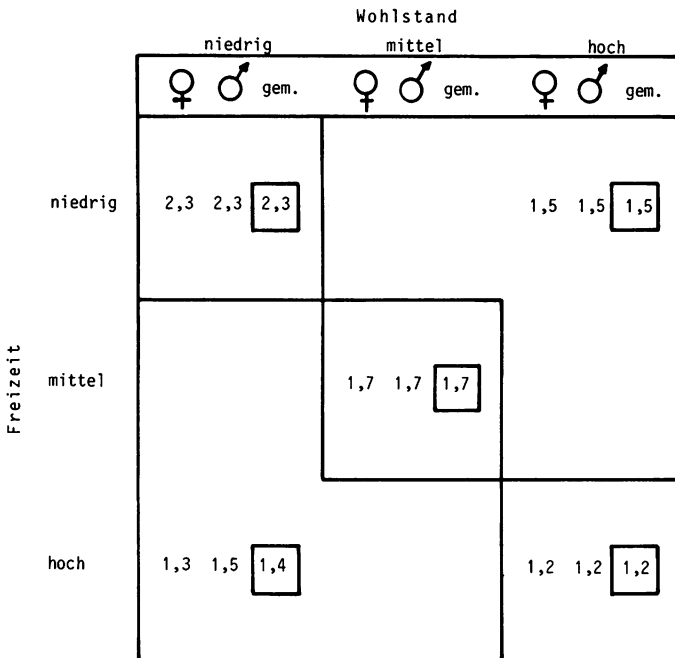 Wohlstand
niedrig mittel hoch
♀ ♂ gem. ♀ ♂ gem. ♀ ♂ gem.
niedrig 2,3 2,3 2,3 1,5 1,5 1,5
Freizeit
mittel 1,7 1,7 1,7
hoch 1,3 1,5 1,4 1,2 1,2 1,2